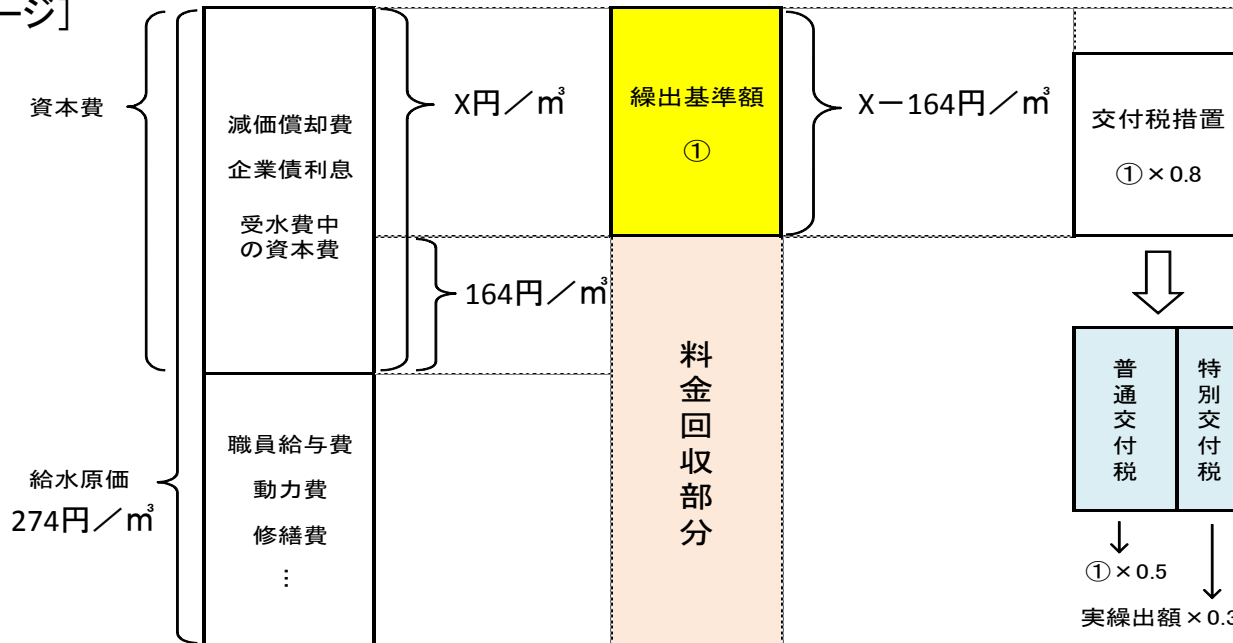 ージ]
資本費
減価償却費
企業債利息
受水費中
の資本費
X円／㎥
164円／㎥
繰出基準額
①
X－164円／㎥
交付税措置
①×0.8
給水原価
274円／㎥
職員給与費
動力費
修繕費
⋮
料金回収部分
普通交付税
特別交付税
①×0.5
実繰出額×0.3